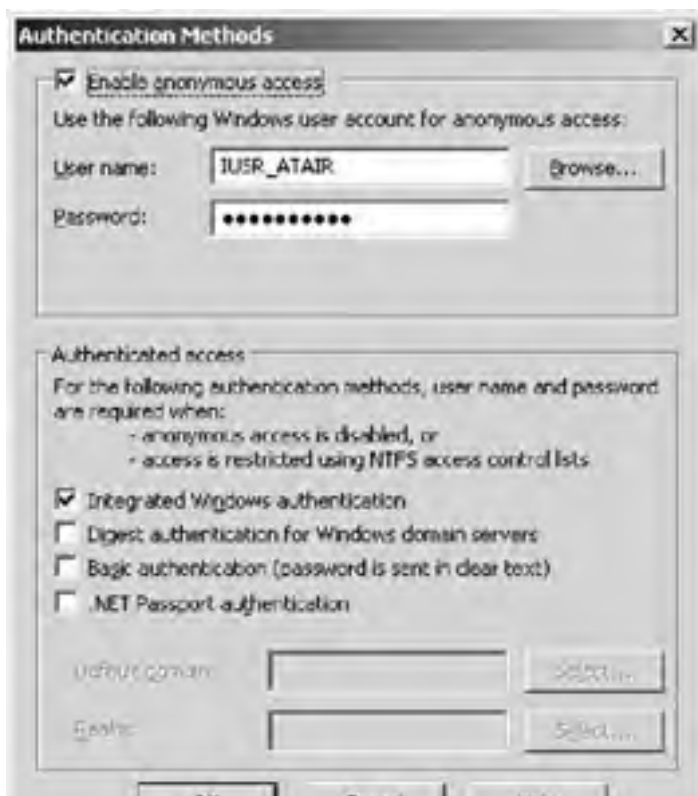 Authentication Methods
Enable anonymous access
Use the following Windows user account for anonymous access:
User name:
IUSR_ATAIR
Browse...
Password:
••••••••••
Authenticated access
For the following authentication methods, user name and password
are required when:
- anonymous access is disabled, or
- access is restricted using NTFS access control lists
Integrated Windows authentication
Digest authentication for Windows domain servers
Basic authentication (password is sent in clear text)
.NET Passport authentication
Default domain:
Select...
Realm:
Select...